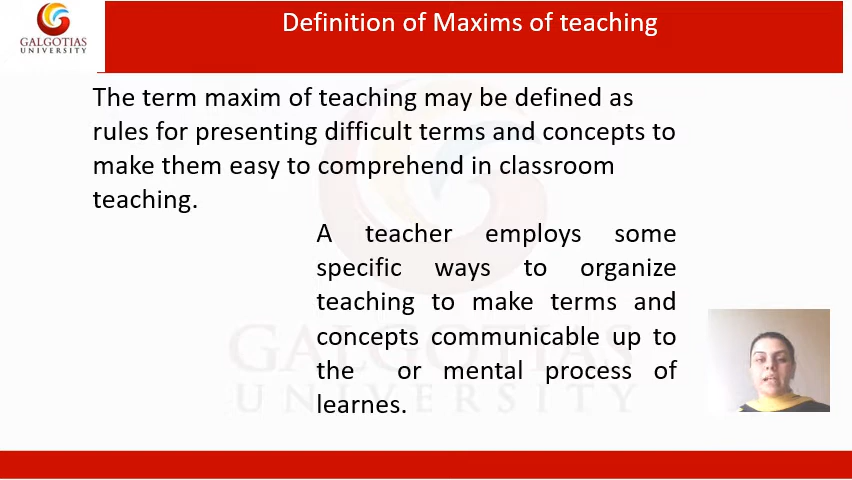 GALGOTIAS
UNIVERSITY
Definition of Maxims of teaching
The term maxim of teaching may be defined as
rules for presenting difficult terms and concepts to
make them easy to comprehend in classroom
teaching.
A teacher employs some
specific ways to organize
teaching to make terms and
concepts communicable up to
the or mental process of
learnes.
GALGOTIAS
UNIVERSITY